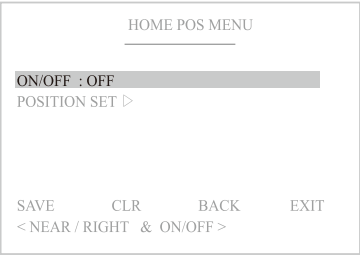 HOME POS MENU
ON/OFF : OFF
POSITION SET ▷
SAVE CLR BACK EXIT
< NEAR / RIGHT & ON/OFF >